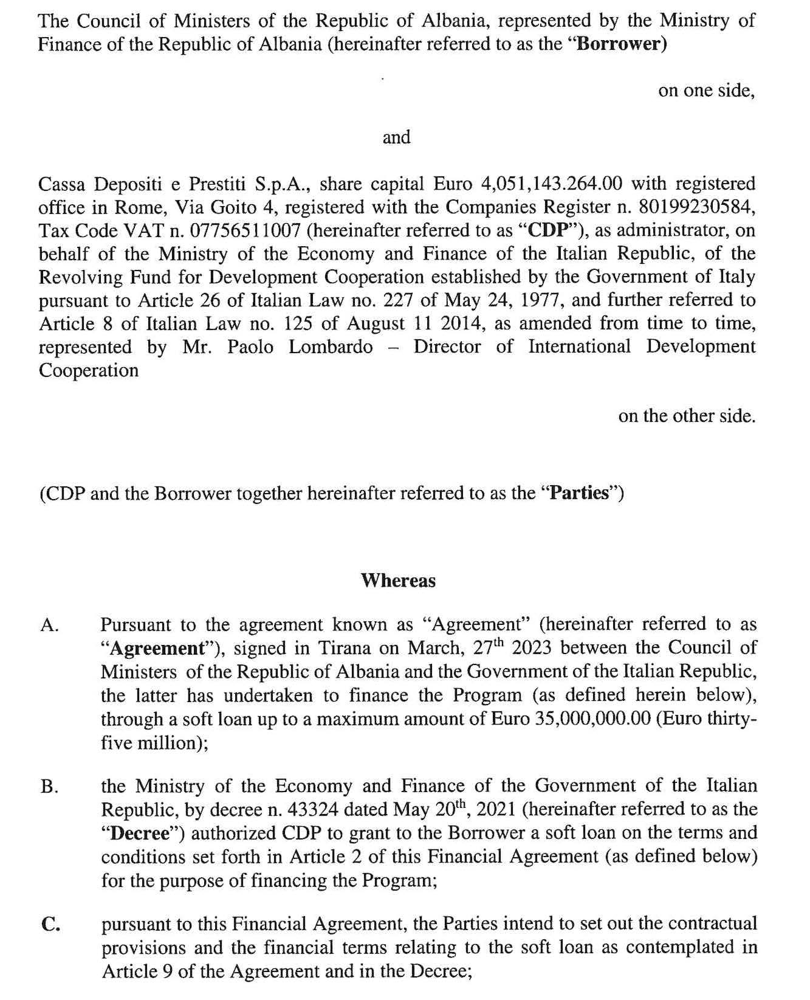 The Council of Ministers of the Republic of Albania, represented by the Ministry of
Finance of the Republic of Albania (hereinafter referred to as the “Borrower)
on one side,
and
Cassa Depositi e Prestiti S.p.A., share capital Euro 4,051,143.264.00 with registered
office in Rome, Via Goito 4, registered with the Companies Register n. 80199230584,
Tax Code VAT n. 07756511007 (hereinafter referred to as “CDP”), as administrator, on
behalf of the Ministry of the Economy and Finance of the Italian Republic, of the
Revolving Fund for Development Cooperation established by the Government of Italy
pursuant to Article 26 of Italian Law no. 227 of May 24, 1977, and further referred to
Article 8 of Italian Law no. 125 of August 11 2014, as amended from time to time,
represented by Mr. Paolo Lombardo – Director of International Development
Cooperation
on the other side.
(CDP and the Borrower together hereinafter referred to as the “Parties”)
Whereas
A. Pursuant to the agreement known as “Agreement” (hereinafter referred to as
“Agreement”), signed in Tirana on March, 27th 2023 between the Council of
Ministers of the Republic of Albania and the Government of the Italian Republic,
the latter has undertaken to finance the Program (as defined herein below),
through a soft loan up to a maximum amount of Euro 35,000,000.00 (Euro thirty-
five million);
B. the Ministry of the Economy and Finance of the Government of the Italian
Republic, by decree n. 43324 dated May 20th, 2021 (hereinafter referred to as the
“Decree”) authorized CDP to grant to the Borrower a soft loan on the terms and
conditions set forth in Article 2 of this Financial Agreement (as defined below)
for the purpose of financing the Program;
C. pursuant to this Financial Agreement, the Parties intend to set out the contractual
provisions and the financial terms relating to the soft loan as contemplated in
Article 9 of the Agreement and in the Decree;